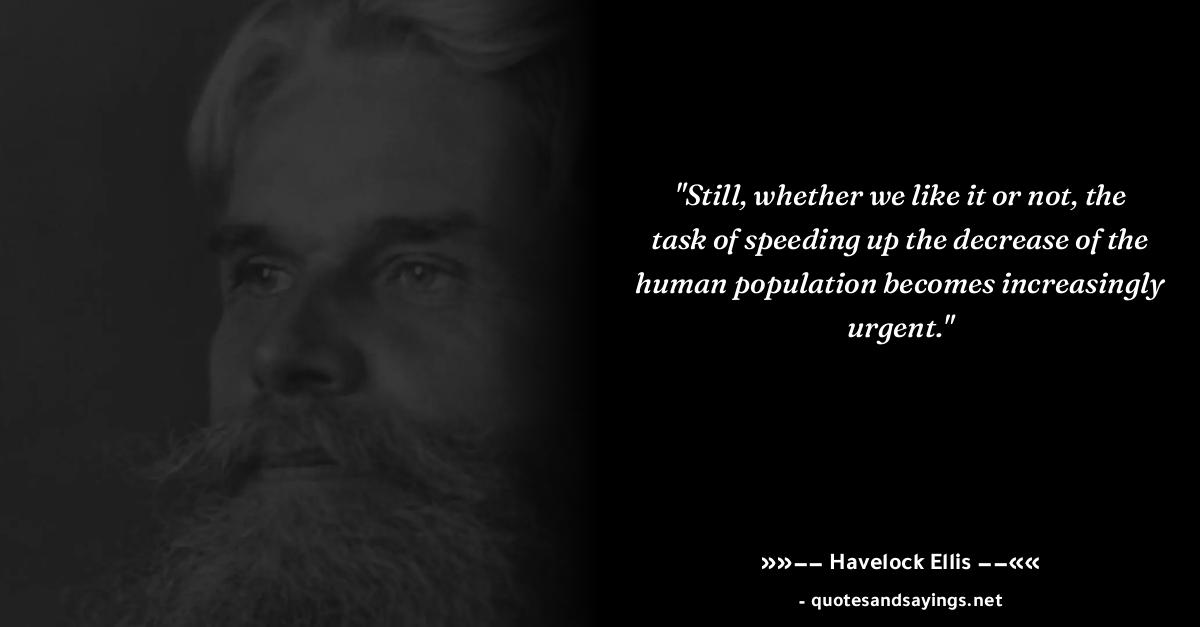 "Still, whether we like it or not, the
task of speeding up the decrease of the
human population becomes increasingly
urgent."
»»−− Havelock Ellis −−««
- quotesandsayings.net